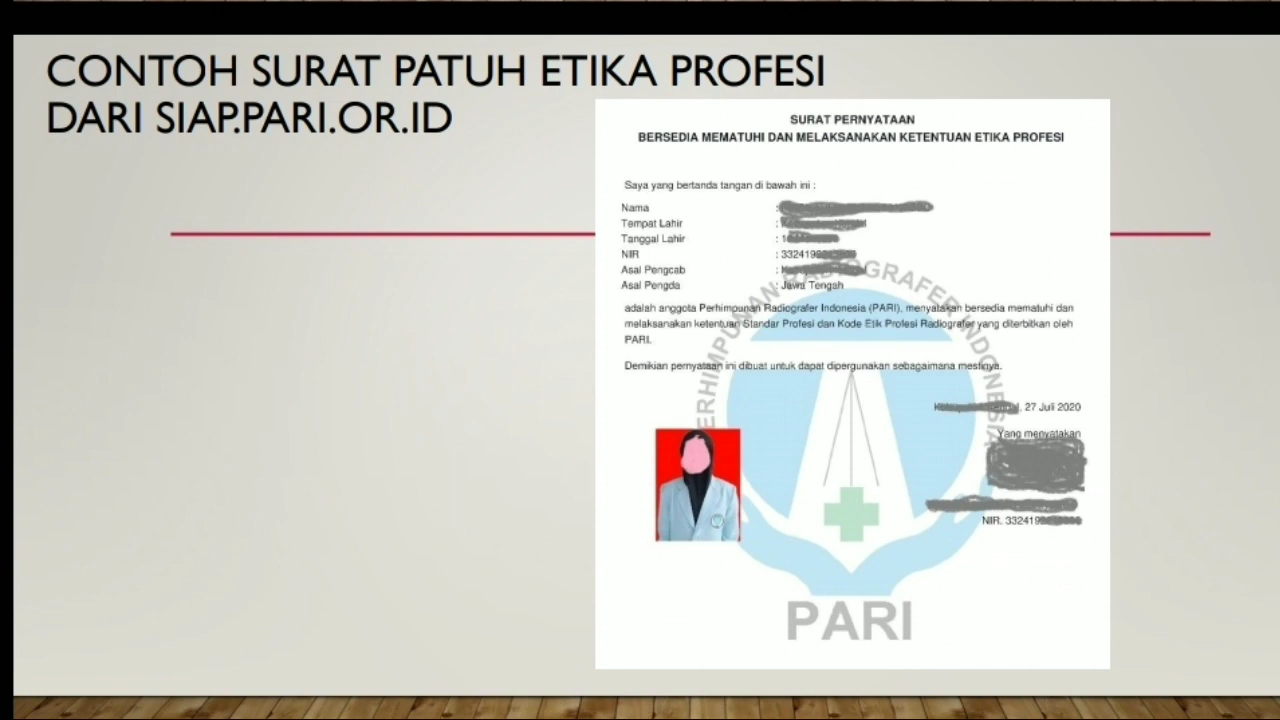 CONTOH SURAT PATUH ETIKA PROFESI
DARI SIAP.PARI.OR.ID
SURAT PERNYATAAN
BERSEDIA MEMATUHI DAN MELAKSANAKAN KETENTUAN ETIKA PROFESI
Saya yang bertanda tangan di bawah ini :
Nama :
Tempat Lahir :
Tanggal Lahir :
NIR : 332419
Asal Pengcab :
Asal Pengda : Jawa Tengah
adalah anggota Perhimpunan Radiografer Indonesia (PARI), menyatakan bersedia mematuhi dan
melaksanakan ketentuan Standar Profesi dan Kode Etik Profesi Radiografer yang diterbitkan oleh
PARI.
Demikian pernyataan ini dibuat untuk dapat dipergunakan sebagaimana mestinya.
, 27 Juli 2020
Yang menyatakan
NIR. 332419
PERHIMPUNAN RADIOGRAFER INDONESIA
PARI